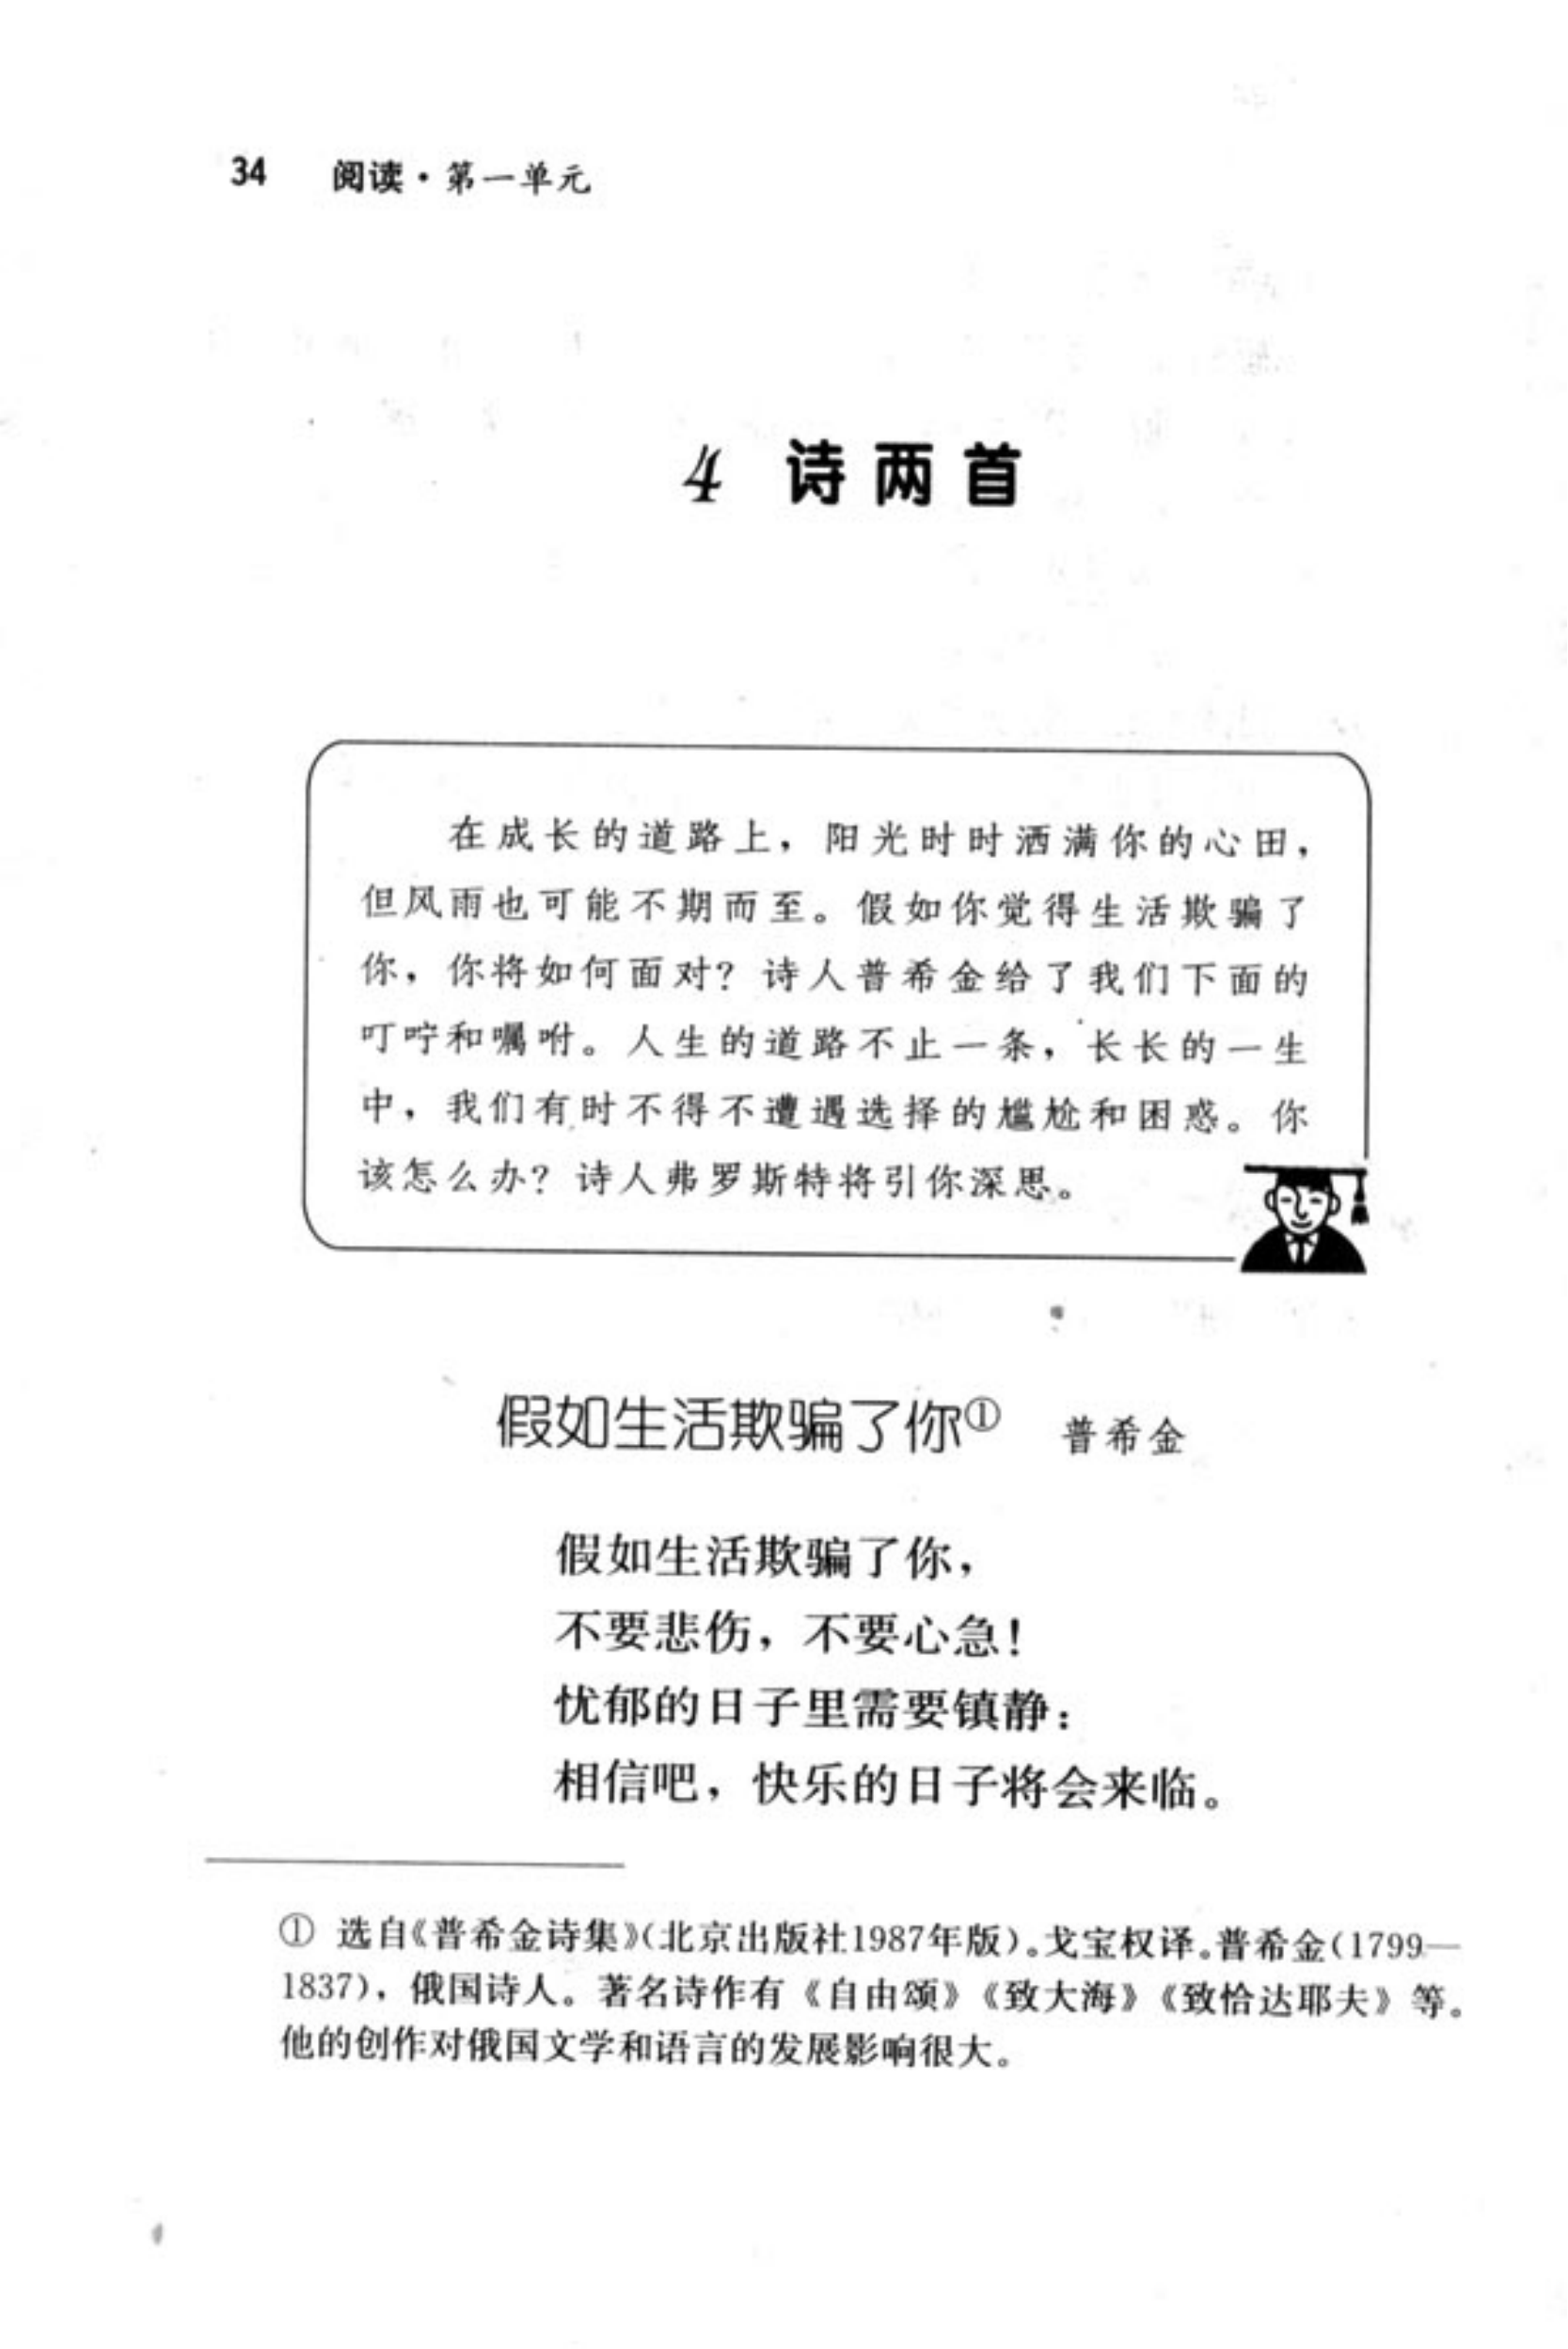 34 阅读·第一单元
4 诗两首
在成长的道路上，阳光时时洒满你的心田，
但风雨也可能不期而至。假如你觉得生活欺骗了
你，你将如何面对？诗人普希金给了我们下面的
叮咛和嘱咐。人生的道路不止一条，长长的一生
中，我们有时不得不遭遇选择的尴尬和困惑。你
该怎么办？诗人弗罗斯特将引你深思。
假如生活欺骗了你① 普希金
假如生活欺骗了你，
不要悲伤，不要心急！
忧郁的日子里需要镇静：
相信吧，快乐的日子将会来临。
① 选自《普希金诗集》（北京出版社1987年版）。戈宝权译。普希金（1799—
1837），俄国诗人。著名诗作有《自由颂》《致大海》《致恰达耶夫》等。
他的创作对俄国文学和语言的发展影响很大。